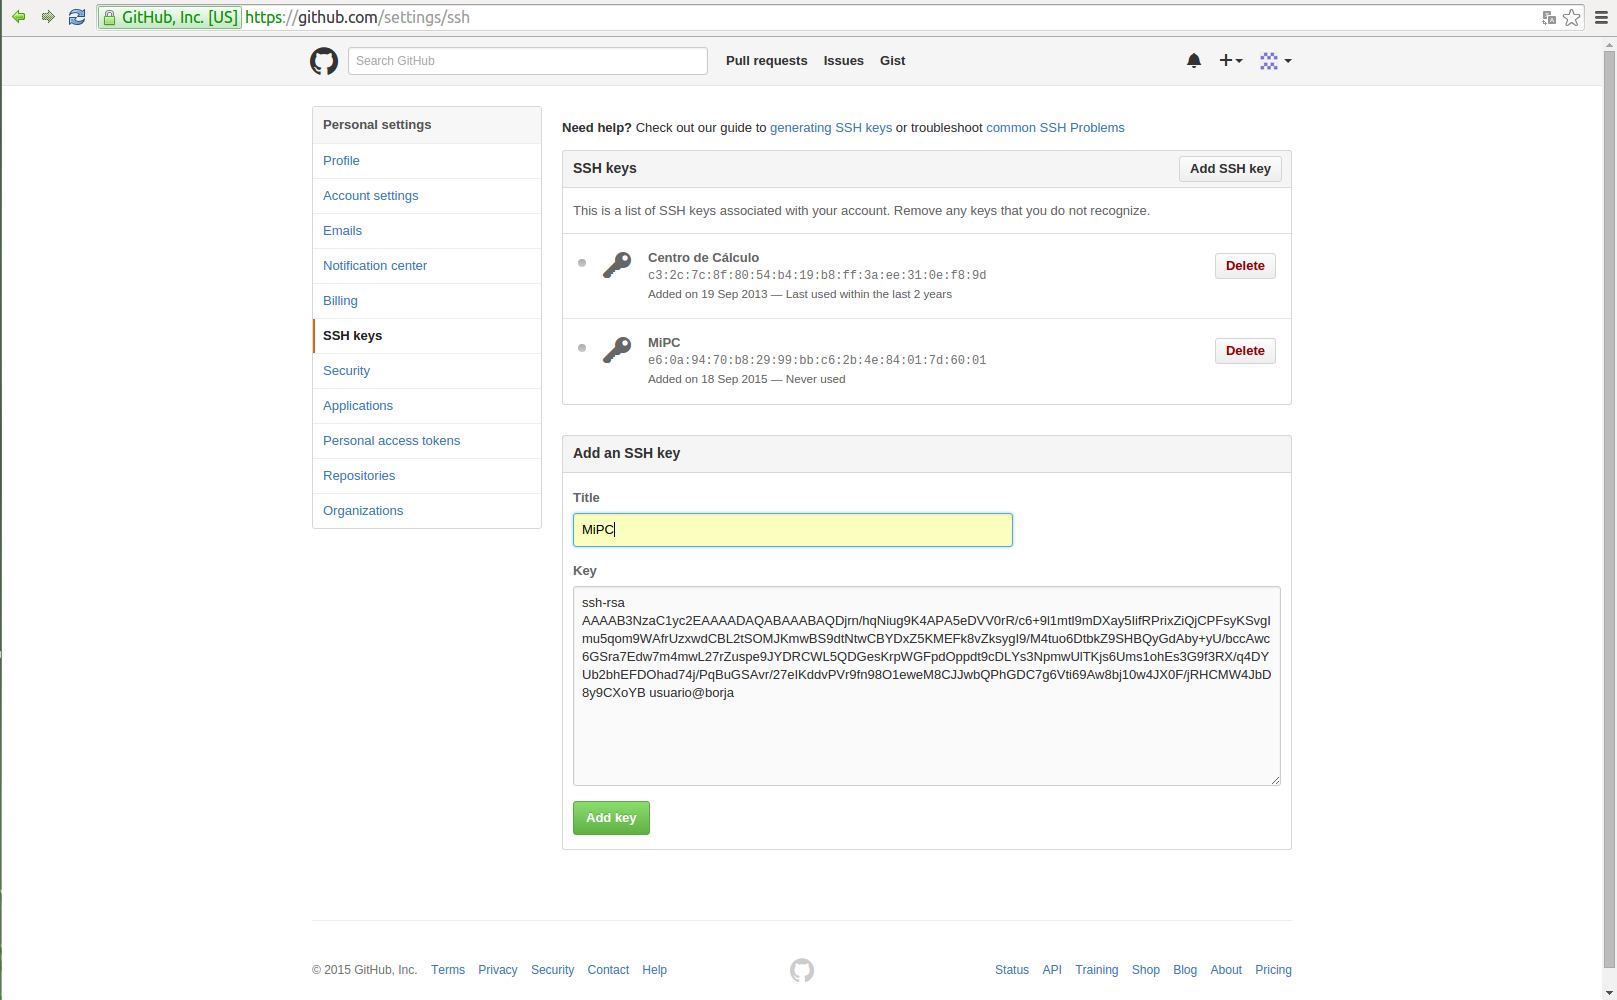 GitHub, Inc. [US] https://github.com/settings/ssh
Search GitHub
Pull requests Issues Gist
Personal settings
Profile
Account settings
Emails
Notification center
Billing
SSH keys
Security
Applications
Personal access tokens
Repositories
Organizations
Need help? Check out our guide to generating SSH keys or troubleshoot common SSH Problems
SSH keys
Add SSH key
This is a list of SSH keys associated with your account. Remove any keys that you do not recognize.
Centro de Cálculo
c3:2c:7c:8f:80:54:b4:19:b8:ff:3a:ee:31:0e:f8:9d
Added on 19 Sep 2013 — Last used within the last 2 years
Delete
MiPC
e6:0a:94:70:b8:29:99:bb:c6:2b:4e:84:01:7d:60:01
Added on 18 Sep 2015 — Never used
Delete
Add an SSH key
Title
MiPC
Key
ssh-rsa
AAAAB3NzaC1yc2EAAAADAQABAAABAQDjrn/hqNiug9K4APA5eDVV0rR/c6+9l1mtl9mDXay5IifRPrixZiQjCPFsyKSvgI
mu5qom9WAfrUzxwdCBL2tSOMJKmwBS9dtNtwCBYDxZ5KMEFk8vZksygI9/M4tuo6DtbkZ9SHBQyGdAby+yU/bccAwc
6GSra7Edw7m4mwL27rZuspe9JYDRCWL5QDGesKrpWGFpdOppdt9cDLYs3NpmwUlTKjs6Ums1ohEs3G9f3RX/q4DY
Ub2bhEFDOhad74j/PqBuGSAvr/27eIKddvPVr9fn98O1eweM8CJJwbQPhGDC7g6Vti69Aw8bj10w4JX0F/jRHCMW4JbD
8y9CXoYB usuario@borja
Add key
© 2015 GitHub, Inc. Terms Privacy Security Contact Help
Status API Training Shop Blog About Pricing